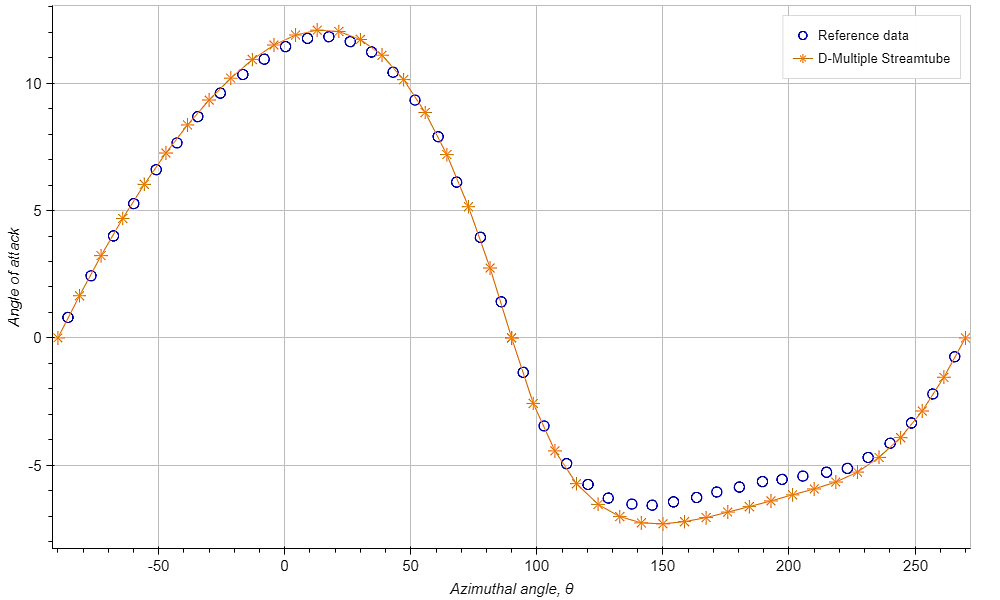 Reference data
D-Multiple Streamtube
10
5
0
-5
Angle of attack
-50
0
50
100
150
200
250
Azimuthal angle, θ